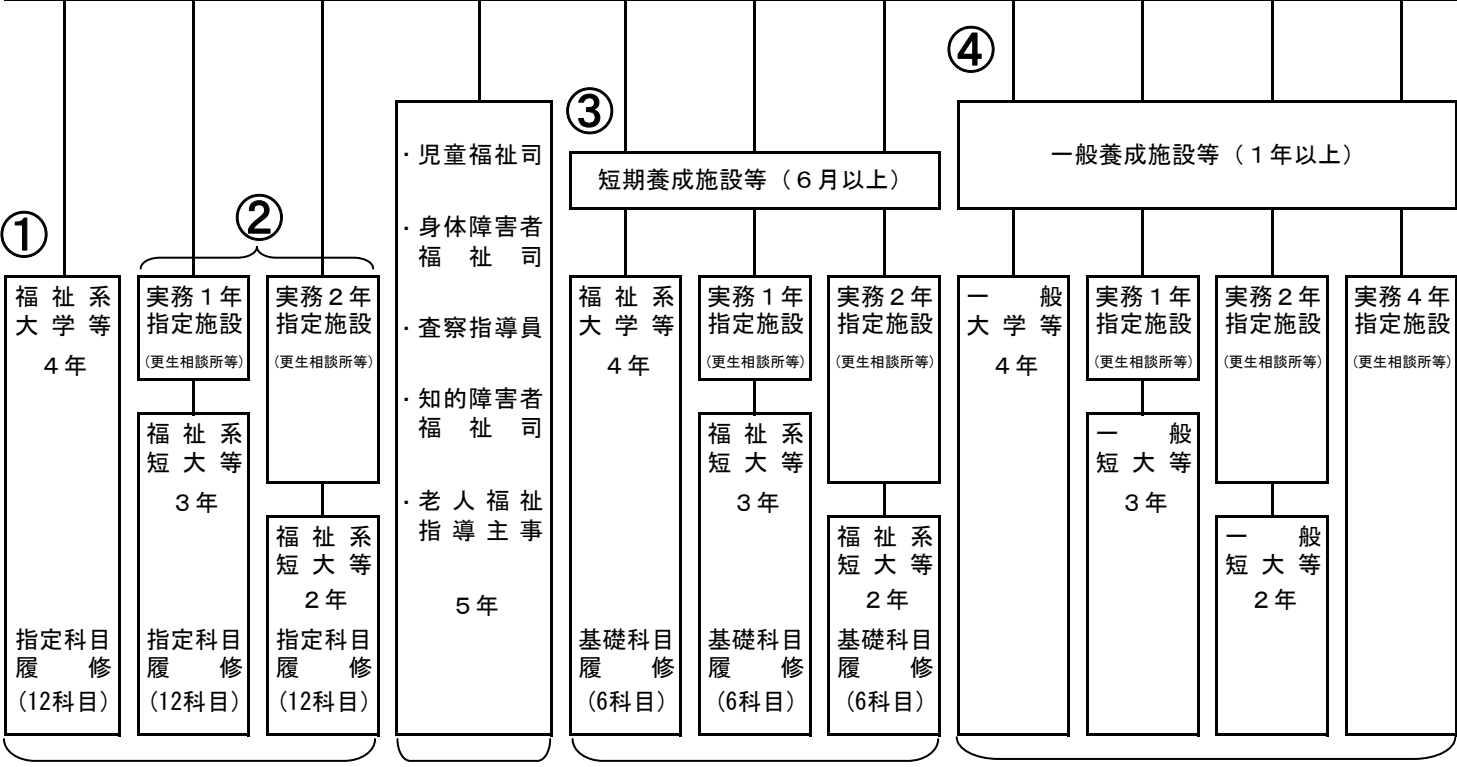 ①
②
③
④
福祉系
大学等
4年
指定科目
履修
(12科目)
実務1年
指定施設
(更生相談所等)
福祉系
短大等
3年
指定科目
履修
(12科目)
実務2年
指定施設
(更生相談所等)
福祉系
短大等
2年
指定科目
履修
(12科目)
・児童福祉司
・身体障害者
福祉司
・査察指導員
・知的障害者
福祉司
・老人福祉
指導主事
5年
短期養成施設等(6月以上)
福祉系
大学等
4年
基礎科目
履修
(6科目)
実務1年
指定施設
(更生相談所等)
福祉系
短大等
3年
基礎科目
履修
(6科目)
実務2年
指定施設
(更生相談所等)
福祉系
短大等
2年
基礎科目
履修
(6科目)
一般養成施設等(1年以上)
一般
大学等
4年
実務1年
指定施設
(更生相談所等)
一般
短大等
3年
実務2年
指定施設
(更生相談所等)
一般
短大等
2年
実務4年
指定施設
(更生相談所等)